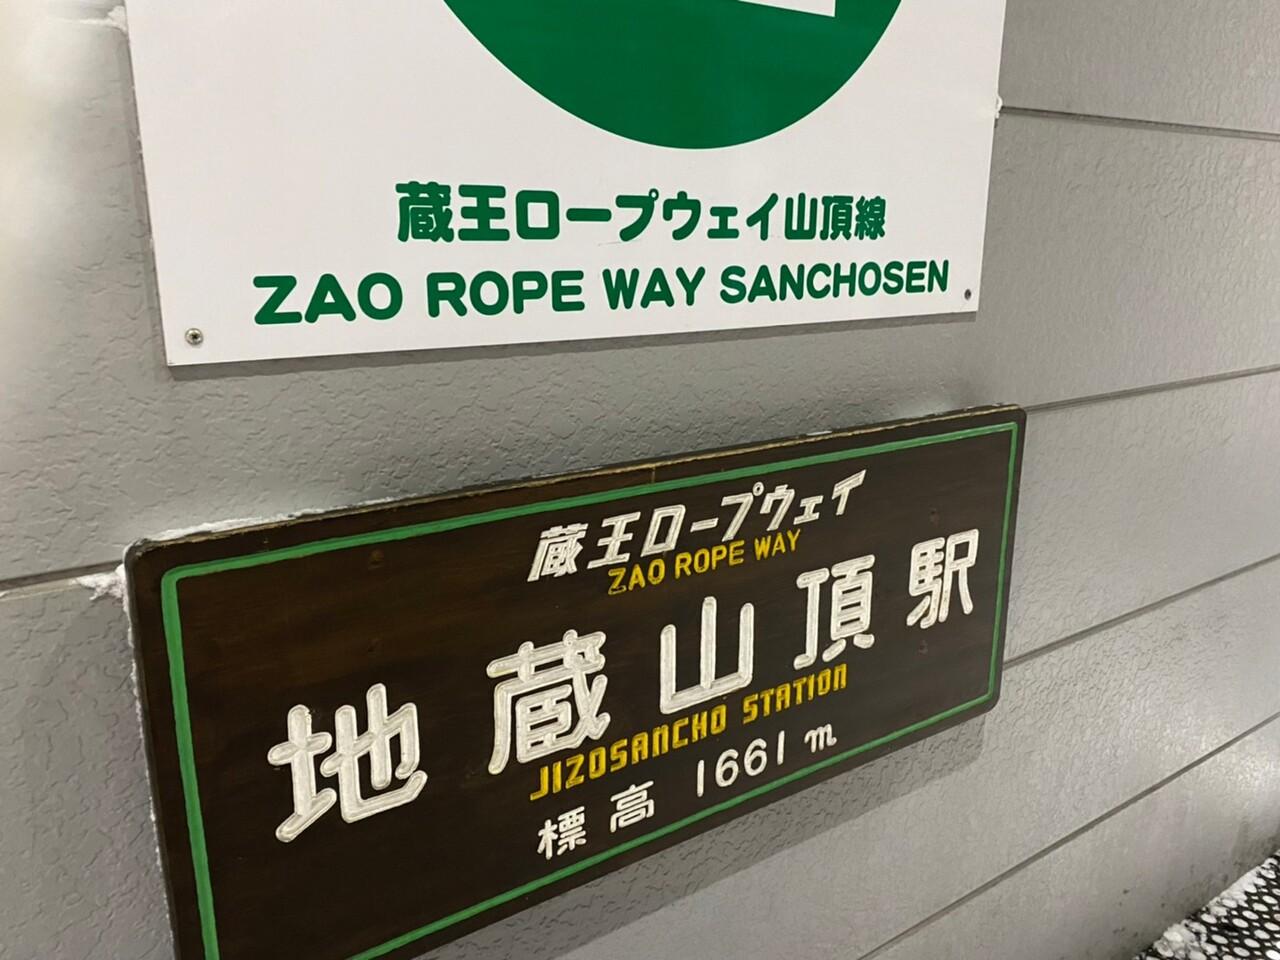 蔵王ロープウェイ山頂線
ZAO ROPE WAY SANCHOSEN
蔵王ロープウェイ
ZAO ROPE WAY
地蔵山頂駅
JIZOSANCHO STATION
標高 1661m